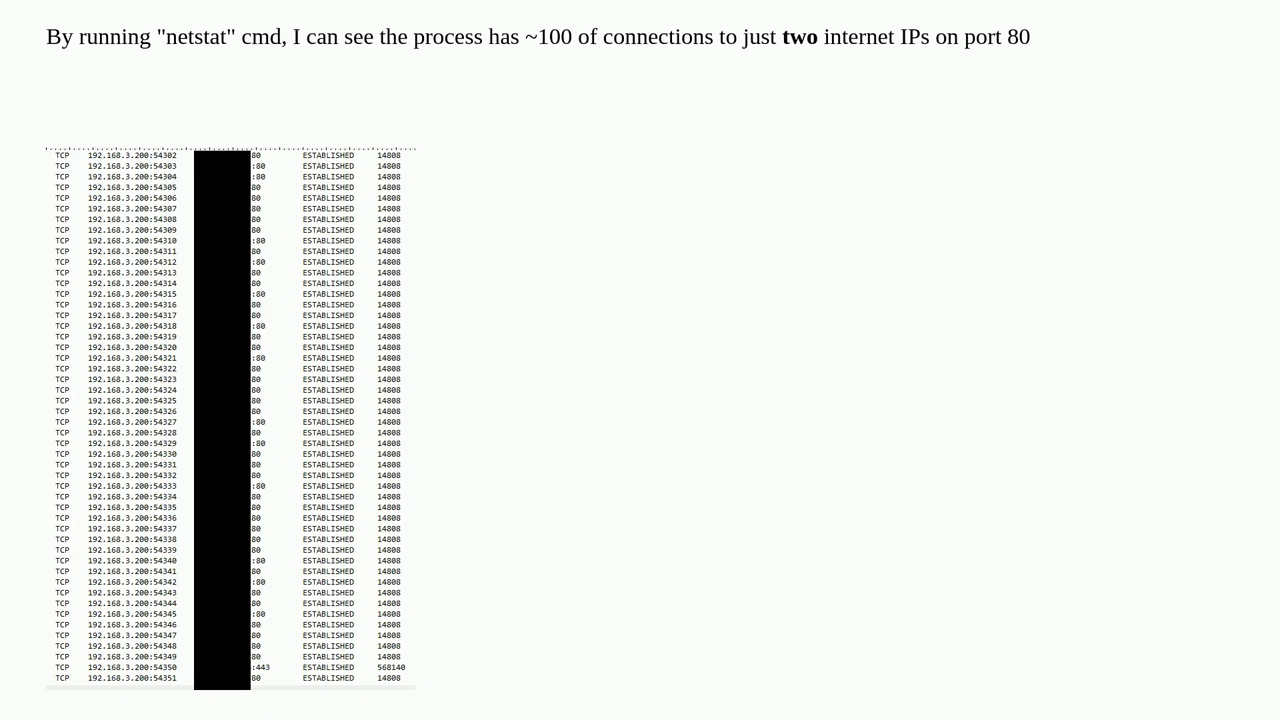 By running "netstat" cmd, I can see the process has ~100 of connections to just two internet IPs on port 80
TCP 192.168.3.200:54302 80 ESTABLISHED 14808
TCP 192.168.3.200:54303 :80 ESTABLISHED 14808
TCP 192.168.3.200:54304 :80 ESTABLISHED 14808
TCP 192.168.3.200:54305 80 ESTABLISHED 14808
TCP 192.168.3.200:54306 80 ESTABLISHED 14808
TCP 192.168.3.200:54307 80 ESTABLISHED 14808
TCP 192.168.3.200:54308 80 ESTABLISHED 14808
TCP 192.168.3.200:54309 80 ESTABLISHED 14808
TCP 192.168.3.200:54310 :80 ESTABLISHED 14808
TCP 192.168.3.200:54311 80 ESTABLISHED 14808
TCP 192.168.3.200:54312 :80 ESTABLISHED 14808
TCP 192.168.3.200:54313 80 ESTABLISHED 14808
TCP 192.168.3.200:54314 80 ESTABLISHED 14808
TCP 192.168.3.200:54315 :80 ESTABLISHED 14808
TCP 192.168.3.200:54316 80 ESTABLISHED 14808
TCP 192.168.3.200:54317 80 ESTABLISHED 14808
TCP 192.168.3.200:54318 :80 ESTABLISHED 14808
TCP 192.168.3.200:54319 80 ESTABLISHED 14808
TCP 192.168.3.200:54320 80 ESTABLISHED 14808
TCP 192.168.3.200:54321 :80 ESTABLISHED 14808
TCP 192.168.3.200:54322 80 ESTABLISHED 14808
TCP 192.168.3.200:54323 80 ESTABLISHED 14808
TCP 192.168.3.200:54324 80 ESTABLISHED 14808
TCP 192.168.3.200:54325 80 ESTABLISHED 14808
TCP 192.168.3.200:54326 80 ESTABLISHED 14808
TCP 192.168.3.200:54327 :80 ESTABLISHED 14808
TCP 192.168.3.200:54328 80 ESTABLISHED 14808
TCP 192.168.3.200:54329 :80 ESTABLISHED 14808
TCP 192.168.3.200:54330 80 ESTABLISHED 14808
TCP 192.168.3.200:54331 80 ESTABLISHED 14808
TCP 192.168.3.200:54332 80 ESTABLISHED 14808
TCP 192.168.3.200:54333 :80 ESTABLISHED 14808
TCP 192.168.3.200:54334 80 ESTABLISHED 14808
TCP 192.168.3.200:54335 80 ESTABLISHED 14808
TCP 192.168.3.200:54336 80 ESTABLISHED 14808
TCP 192.168.3.200:54337 80 ESTABLISHED 14808
TCP 192.168.3.200:54338 80 ESTABLISHED 14808
TCP 192.168.3.200:54339 80 ESTABLISHED 14808
TCP 192.168.3.200:54340 :80 ESTABLISHED 14808
TCP 192.168.3.200:54341 80 ESTABLISHED 14808
TCP 192.168.3.200:54342 :80 ESTABLISHED 14808
TCP 192.168.3.200:54343 80 ESTABLISHED 14808
TCP 192.168.3.200:54344 80 ESTABLISHED 14808
TCP 192.168.3.200:54345 :80 ESTABLISHED 14808
TCP 192.168.3.200:54346 80 ESTABLISHED 14808
TCP 192.168.3.200:54347 80 ESTABLISHED 14808
TCP 192.168.3.200:54348 80 ESTABLISHED 14808
TCP 192.168.3.200:54349 80 ESTABLISHED 14808
TCP 192.168.3.200:54350 :443 ESTABLISHED 568140
TCP 192.168.3.200:54351 80 ESTABLISHED 14808